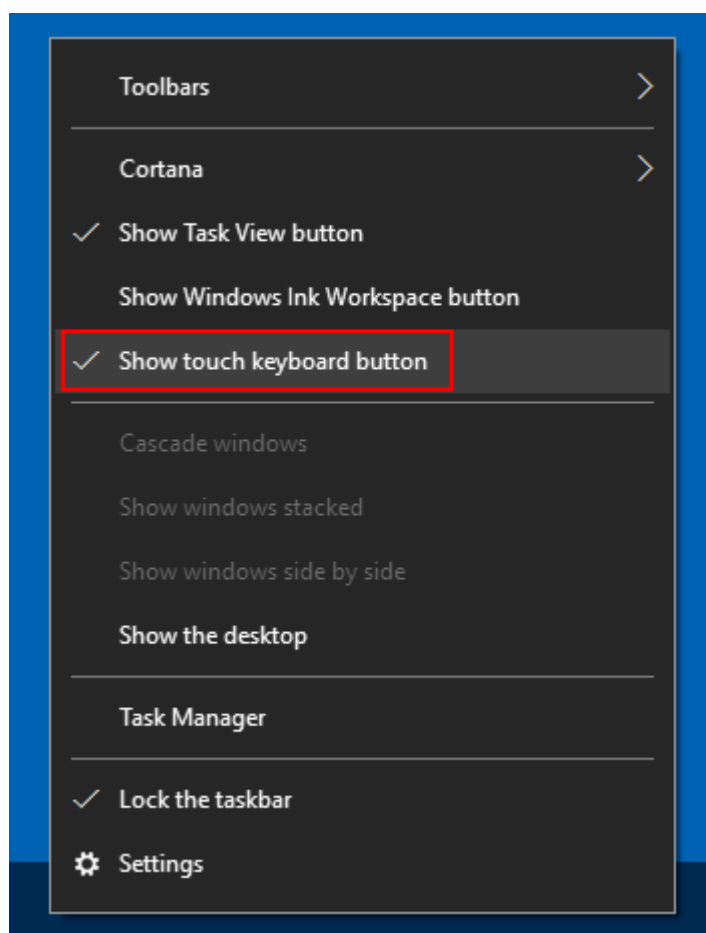 Toolbars
Cortana
Show Task View button
Show Windows Ink Workspace button
Show touch keyboard button
Cascade windows
Show windows stacked
Show windows side by side
Show the desktop
Task Manager
Lock the taskbar
Settings